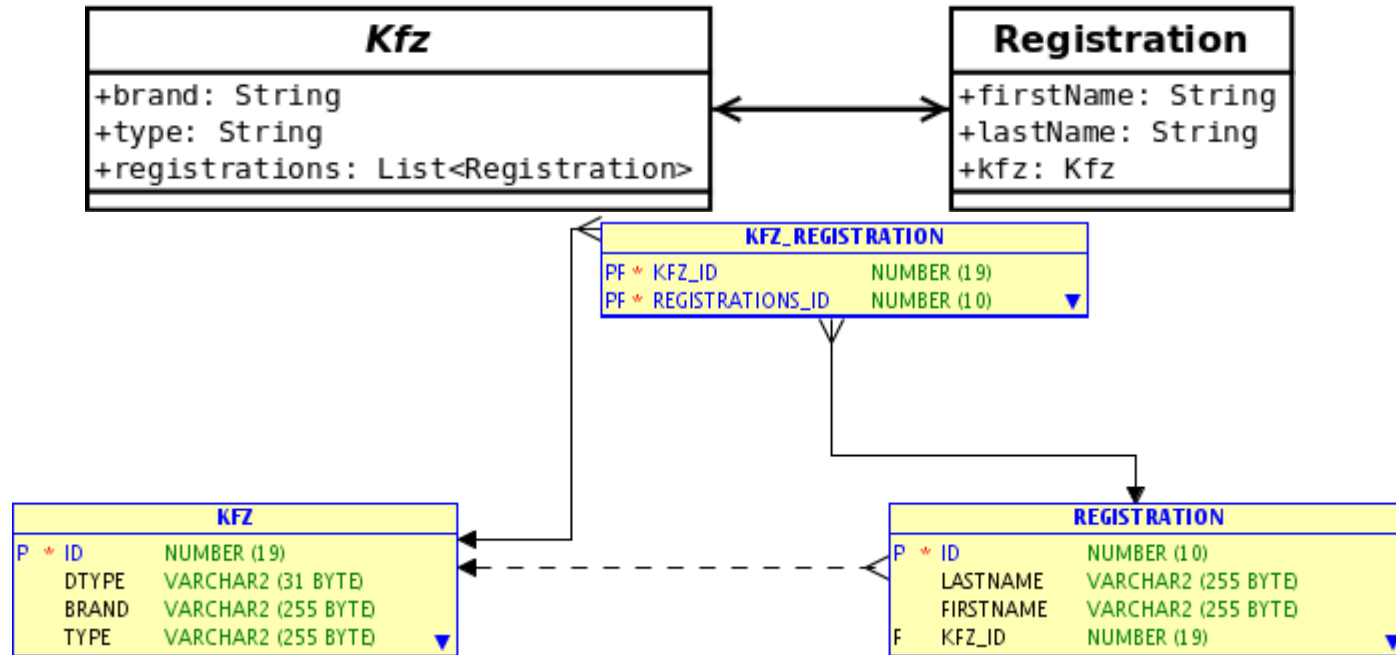 Kfz
+brand: String
+type: String
+registrations: List<Registration>
Registration
+firstName: String
+lastName: String
+kfz: Kfz
KFZ_REGISTRATION
PF * KFZ_ID NUMBER (19)
PF * REGISTRATIONS_ID NUMBER (10)
KFZ
P * ID NUMBER (19)
DTYPE VARCHAR2 (31 BYTE)
BRAND VARCHAR2 (255 BYTE)
TYPE VARCHAR2 (255 BYTE)
REGISTRATION
P * ID NUMBER (10)
LASTNAME VARCHAR2 (255 BYTE)
FIRSTNAME VARCHAR2 (255 BYTE)
F KFZ_ID NUMBER (19)